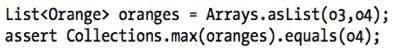 List<Orange> oranges = Arrays.asList(o3,o4);
assert Collections.max(oranges).equals(o4);